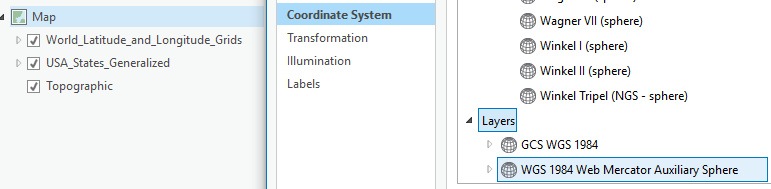 Map
World_Latitude_and_Longitude_Grids
USA_States_Generalized
Topographic
Coordinate System
Transformation
Illumination
Labels
Wagner VII (sphere)
Winkel I (sphere)
Winkel II (sphere)
Winkel Tripel (NGS - sphere)
Layers
GCS WGS 1984
WGS 1984 Web Mercator Auxiliary Sphere